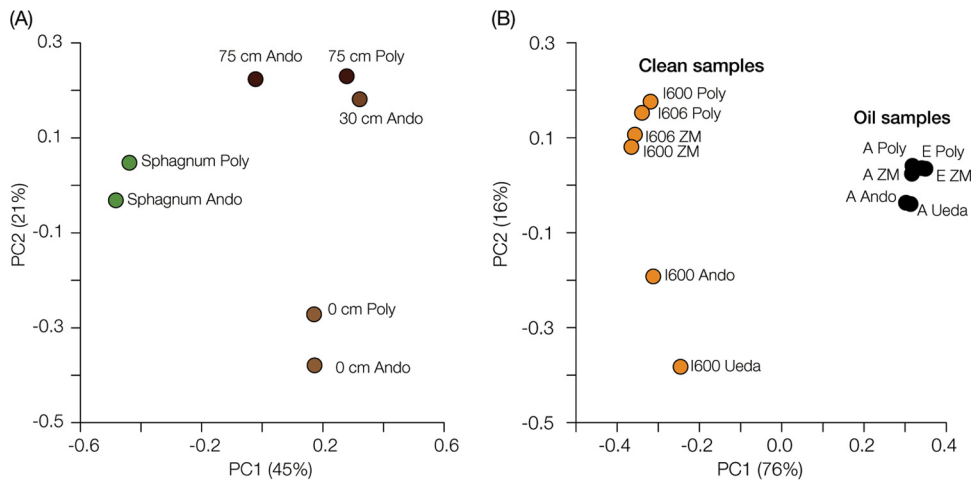 (A)
0.3
0.1
-0.1
-0.3
-0.5
-0.6
-0.2
0.2
0.6
PC2 (21%)
PC1 (45%)
75 cm Ando
75 cm Poly
30 cm Ando
Sphagnum Poly
Sphagnum Ando
0 cm Poly
0 cm Ando
(B)
0.3
0.1
-0.1
-0.3
-0.5
-0.4
-0.2
0.0
0.2
0.4
PC2 (16%)
PC1 (76%)
Clean samples
I600 Poly
I606 Poly
I606 ZM
I600 ZM
I600 Ando
I600 Ueda
Oil samples
A Poly
E Poly
A ZM
E ZM
A Ando
A Ueda